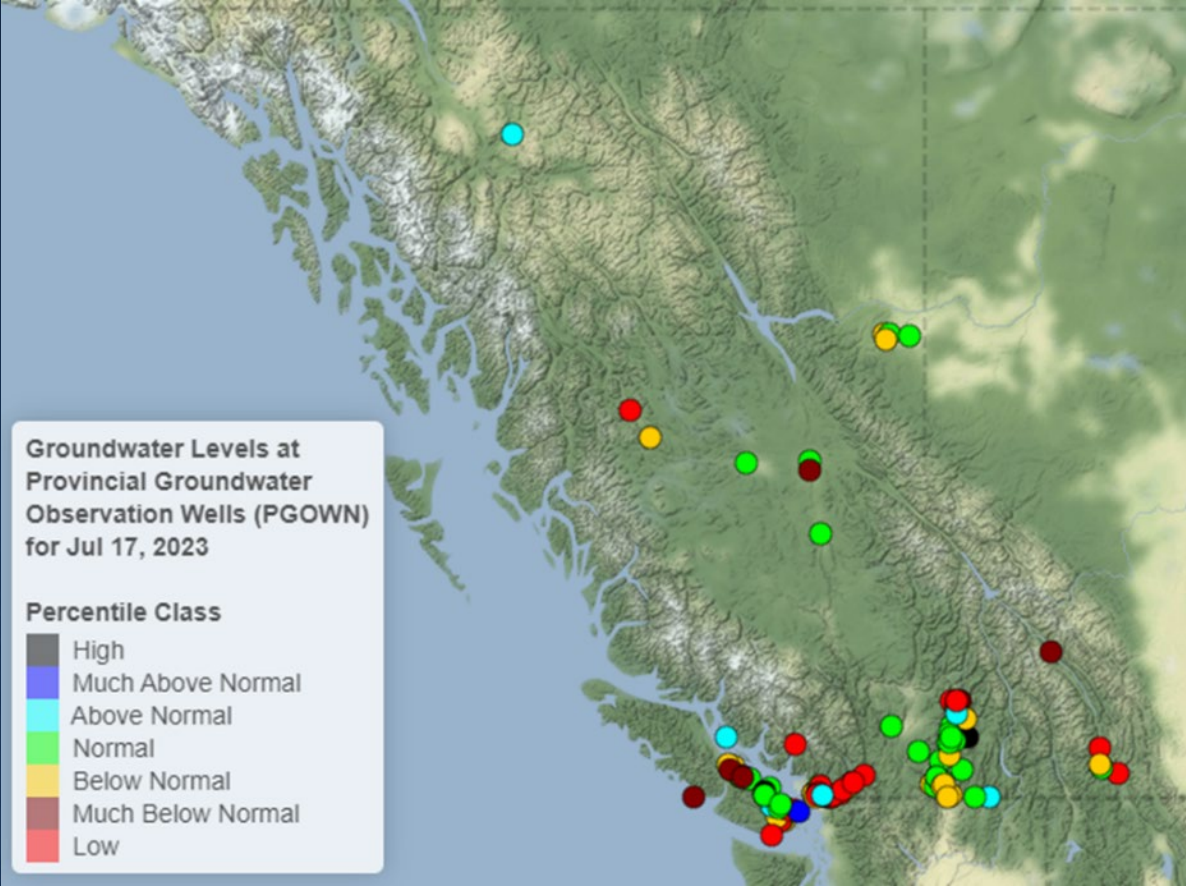 Groundwater Levels at
Provincial Groundwater
Observation Wells (PGOWN)
for Jul 17, 2023
Percentile Class
High
Much Above Normal
Above Normal
Normal
Below Normal
Much Below Normal
Low